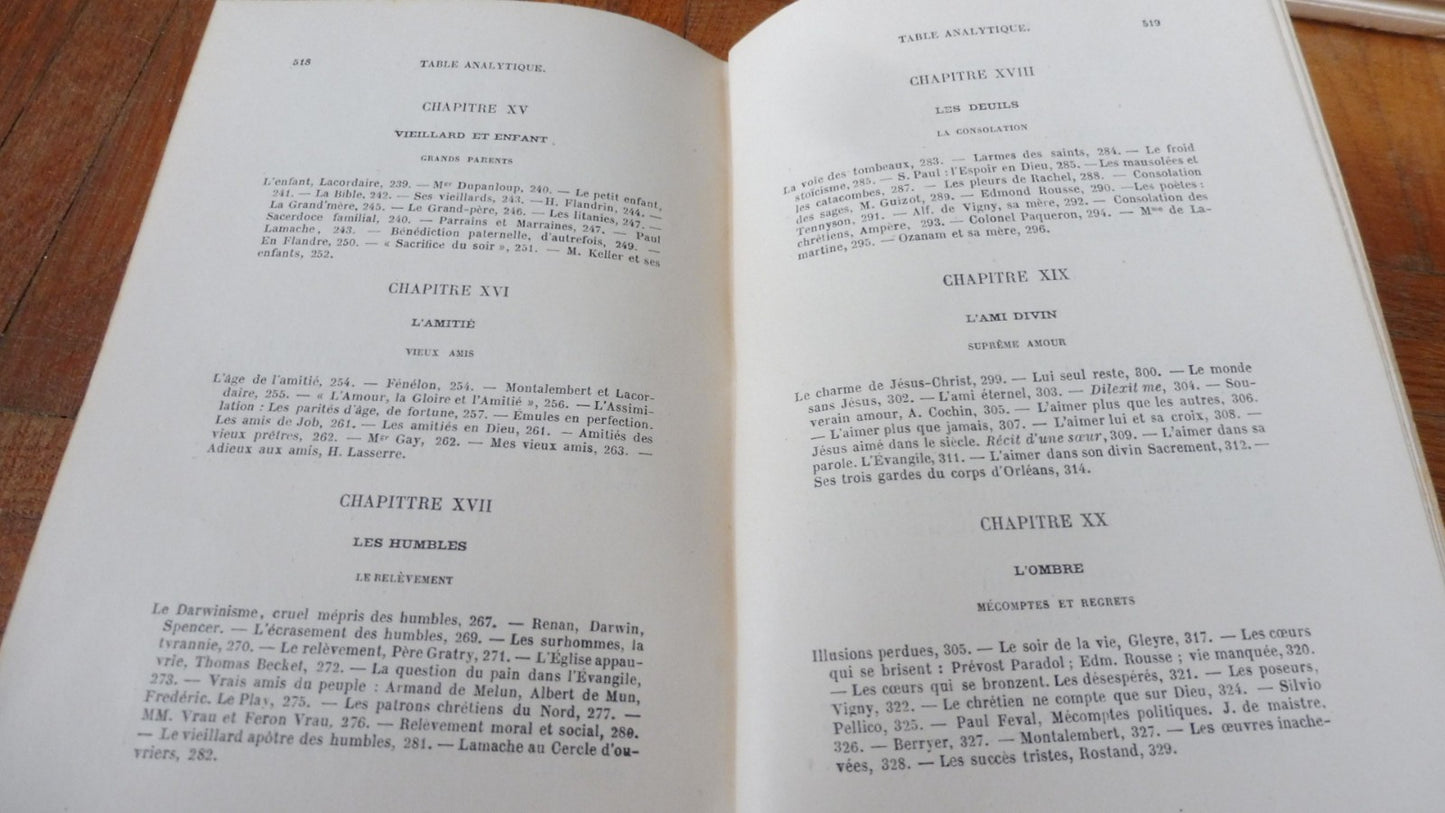 518
TABLE ANALYTIQUE.
CHAPITRE XV
VIEILLARD ET ENFANT
GRANDS PARENTS
L'enfant, Lacordaire, 239. — Mgr Dupanloup, 240. — Le petit enfant,
241. — La Bible, 242. — Ses vieillards, 243. — H. Flandrin, 244. —
La Grand'mère, 245. — Le Grand-père, 246. — Les litanies, 247. —
Sacerdoce familial, 240. — Parrains et Marraines, 247. — Paul
Lamache, 243. — Bénédiction paternelle, d'autrefois, 249. —
En Flandre, 250. — « Sacrifice du soir », 251. — M. Keller et ses
enfants, 252.
CHAPITRE XVI
L'AMITIÉ
VIEUX AMIS
L'âge de l'amitié, 254. — Fénélon, 254. — Montalembert et Lacor-
daire, 255. — « L'Amour, la Gloire et l'Amitié », 256. — L'Assimi-
lation : Les parités d'âge, de fortune, 257. — Émules en perfection.
Les amis de Job, 261. — Les amitiés en Dieu, 261. — Amitiés des
vieux prêtres, 262. — Mgr Gay, 262. — Mes vieux amis, 263. —
Adieux aux amis, H. Lasserre.
CHAPITTRE XVII
LES HUMBLES
LE RELÈVEMENT
Le Darwinisme, cruel mépris des humbles, 267. — Renan, Darwin,
Spencer. — L'écrasement des humbles, 269. — Les surhommes, la
tyrannie, 270. — Le relèvement, Père Gratry, 271. — L'Église appau-
vrie, Thomas Becket, 272. — La question du pain dans l'Évangile,
273. — Vrais amis du peuple : Armand de Melun, Albert de Mun,
Frédéric. Le Play, 275. — Les patrons chrétiens du Nord, 277. —
MM. Vrau et Feron Vrau, 276. — Relèvement moral et social, 280.
— Le vieillard apôtre des humbles, 281. — Lamache au Cercle d'ou-
vriers, 282.
TABLE ANALYTIQUE.
519
CHAPITRE XVIII
LES DEUILS
LA CONSOLATION
La voie des tombeaux, 283. — Larmes des saints, 284. — Le froid
stoïcisme, 285. — S. Paul : l'Espoir en Dieu, 285. — Les mausolées et
les catacombes, 287. — Les pleurs de Rachel, 288. — Consolation
des sages, M. Guizot, 289. — Edmond Rousse, 290. — Les poètes :
Tennyson, 291. — Alf. de Vigny, sa mère, 292. — Consolation des
chrétiens, Ampère, 293. — Colonel Paqueron, 294. — Mme de La-
martine, 295. — Ozanam et sa mère, 296.
CHAPITRE XIX
L'AMI DIVIN
SUPRÊME AMOUR
Le charme de Jésus-Christ, 299. — Lui seul reste, 300. — Le monde
sans Jésus, 302. — L'ami éternel, 303. — Dilexit me, 304. — Sou-
verain amour, A. Cochin, 305. — L'aimer plus que les autres, 306.
— L'aimer plus que jamais, 307. — L'aimer lui et sa croix, 308. —
Jésus aimé dans le siècle. Récit d'une sœur, 309. — L'aimer dans sa
parole. L'Évangile, 311. — L'aimer dans son divin Sacrement, 312. —
Ses trois gardes du corps d'Orléans, 314.
CHAPITRE XX
L'OMBRE
MÉCOMPTES ET REGRETS
Illusions perdues, 305. — Le soir de la vie, Gleyre, 317. — Les cœurs
qui se brisent : Prévost Paradol ; Edm. Rousse ; vie manquée, 320.
— Les cœurs qui se bronzent. Les désespérés, 321. — Les poseurs,
Vigny, 322. — Le chrétien ne compte que sur Dieu, 324. — Silvio
Pellico, 325. — Paul Feval, Mécomptes politiques. J. de maistre,
326. — Berryer, 327. — Montalembert, 327. — Les œuvres inache-
vées, 328. — Les succès tristes, Rostand, 329.